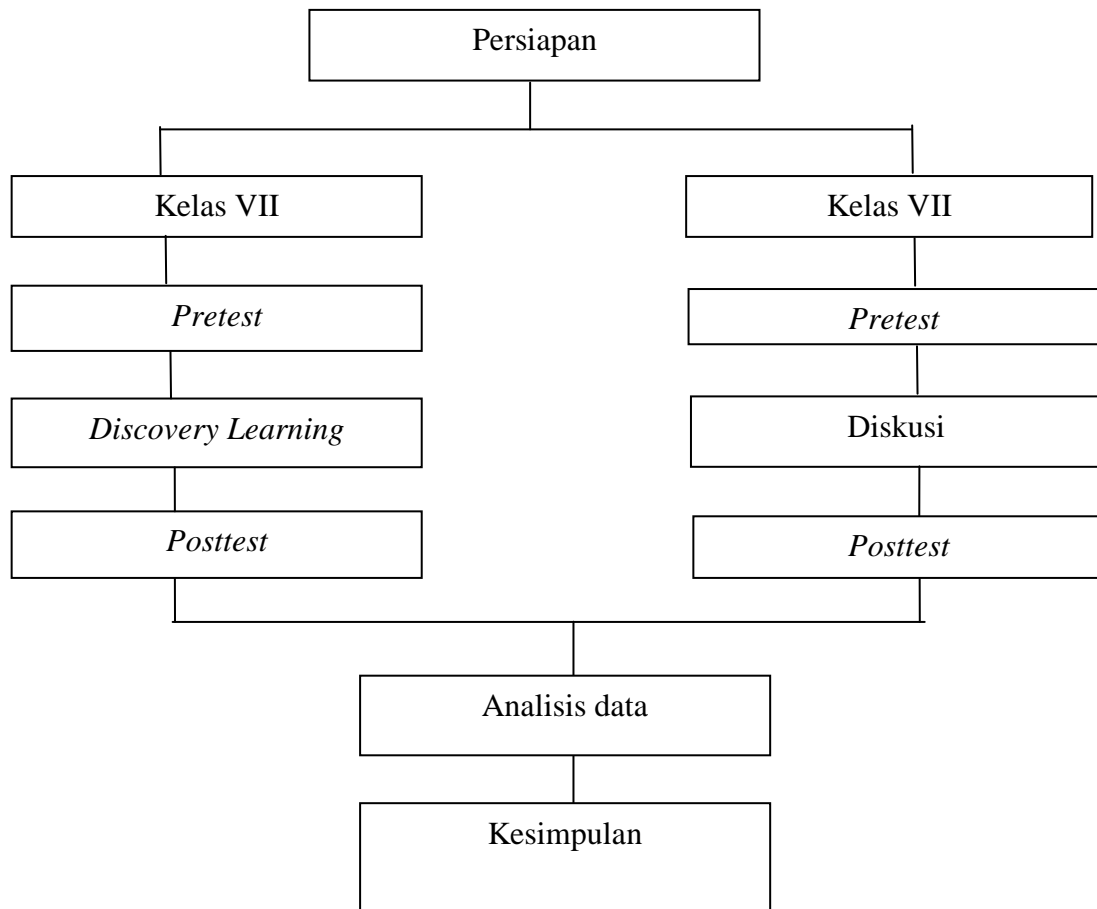 Persiapan
Kelas VII
Kelas VII
Pretest
Pretest
Discovery Learning
Diskusi
Posttest
Posttest
Analisis data
Kesimpulan